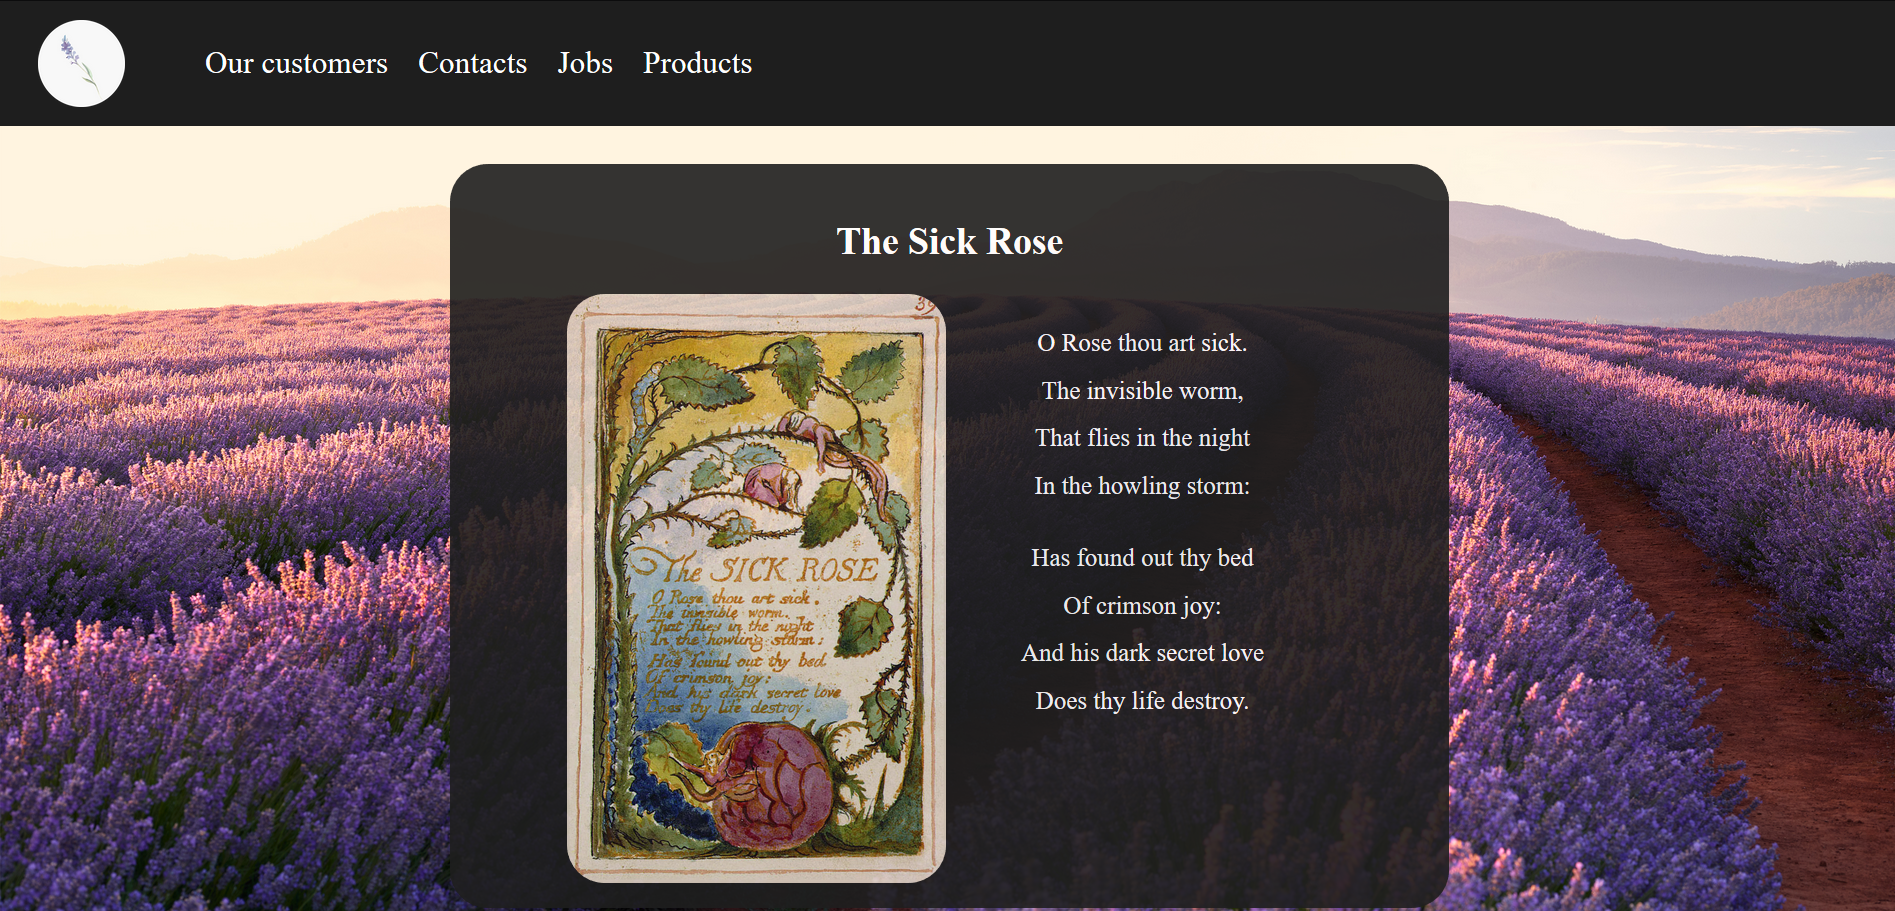 Our customers Contacts Jobs Products
The Sick Rose
39
The SICK ROSE
O Rose thou art sick.
The invisible worm.
That flies in the night
In the howling storm:
Has found out thy bed
Of crimson joy:
And his dark secret love
Does thy life destroy.
O Rose thou art sick.
The invisible worm,
That flies in the night
In the howling storm:
Has found out thy bed
Of crimson joy:
And his dark secret love
Does thy life destroy.